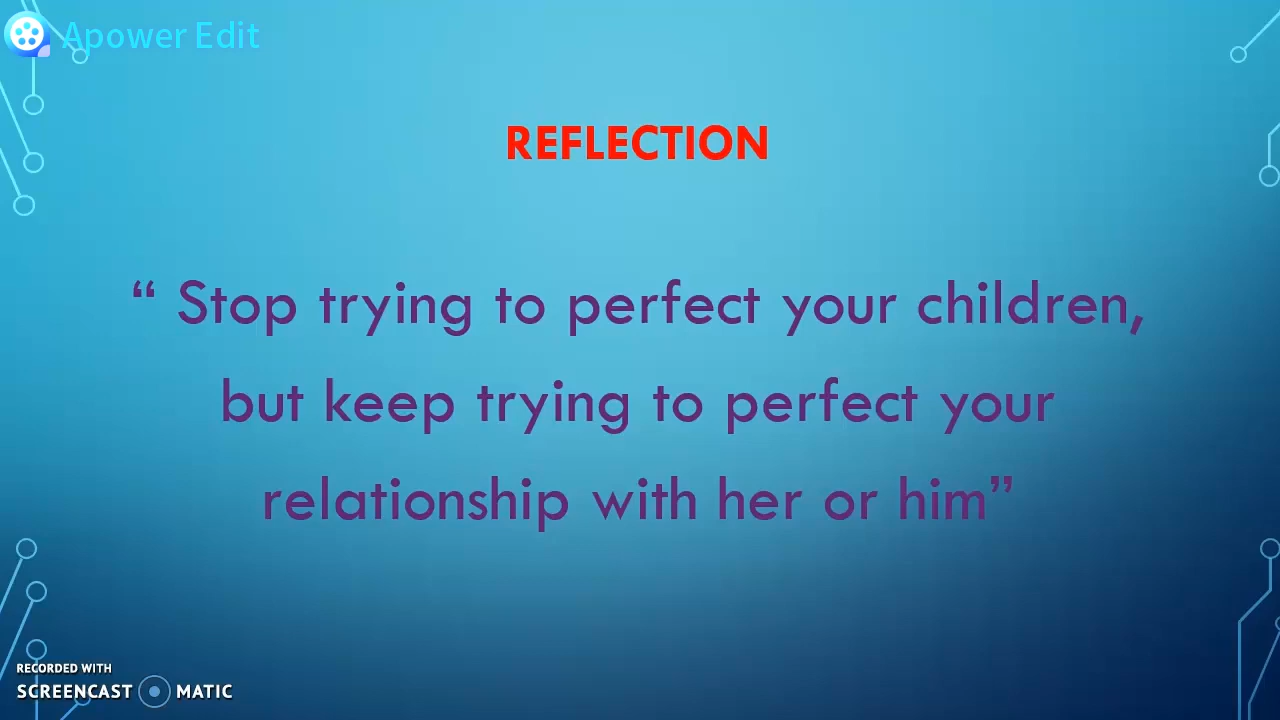 Apower Edit
REFLECTION
“ Stop trying to perfect your children,
but keep trying to perfect your
relationship with her or him”
RECORDED WITH
SCREENCAST MATIC